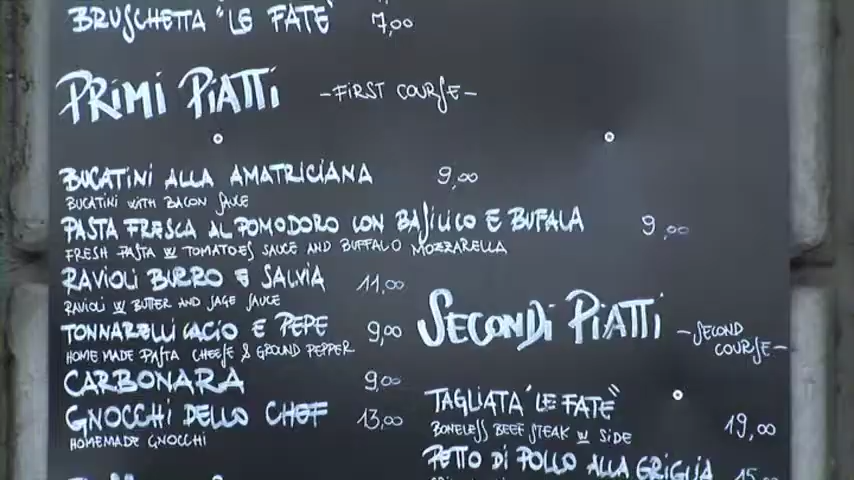 BRUSCHETTA "LE FATE" 7,00
PRIMI PIATTI -FIRST COURSE-
BUCATINI ALLA AMATRICIANA 9,00
BUCATINI WITH BACON SAUCE
PASTA FRESCA AL POMODORO CON BASILICO E BUFALA 9,00
FRESH PASTA W TOMATOES SAUCE AND BUFFALO MOZZARELLA
RAVIOLI BURRO E SALVIA 11,00
RAVIOLI W BUTTER AND SAGE SAUCE
TONNARELLI CACIO E PEPE 9,00
HOME MADE PASTA CHEESE & GROUND PEPPER
CARBONARA 9,00
GNOCCHI DELLO CHEF 13,00
HOMEMADE GNOCCHI
SECONDI PIATTI -SECOND COURSE-
TAGLIATA "LE FATE" 19,00
BONELESS BEEF STEAK W SIDE
PETTO DI POLLO ALLA GRIGLIA 15,00